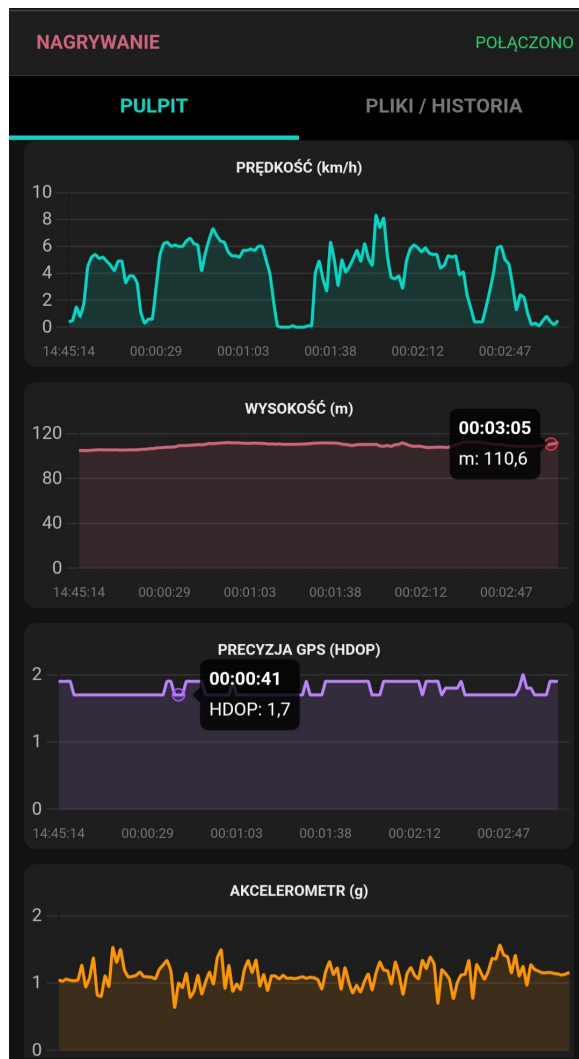 NAGRYWANIE POŁĄCZONO
PULPIT PLIKI / HISTORIA
PRĘDKOŚĆ (km/h)
10
8
6
4
2
0
14:45:14 00:00:29 00:01:03 00:01:38 00:02:12 00:02:47
WYSOKOŚĆ (m)
120
80
40
0
00:03:05
m: 110,6
14:45:14 00:00:29 00:01:03 00:01:38 00:02:12 00:02:47
PRECYZJA GPS (HDOP)
2
1
0
00:00:41
HDOP: 1,7
14:45:14 00:00:29 00:01:03 00:01:38 00:02:12 00:02:47
AKCELEROMETR (g)
2
1
0